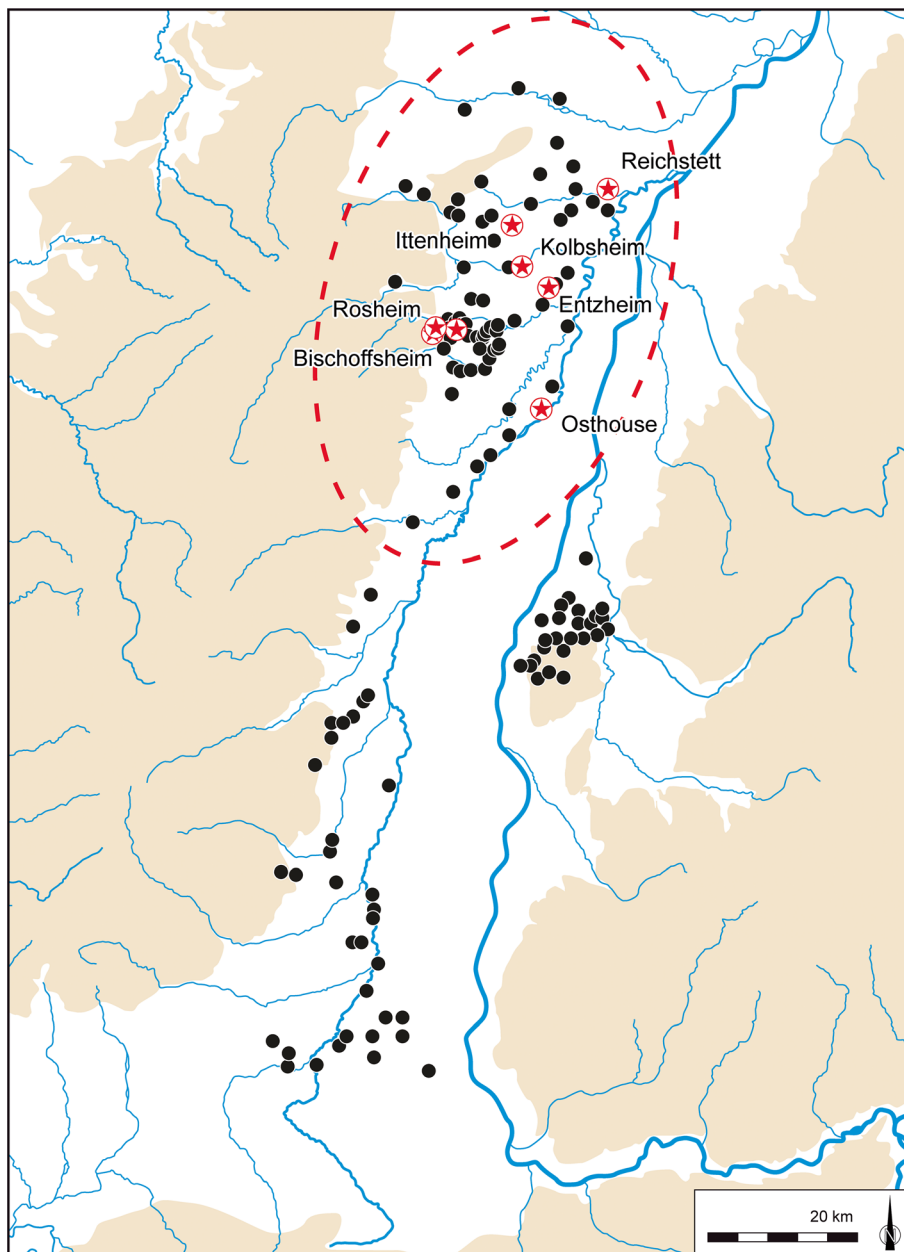 Reichstett
Ittenheim
Kolbsheim
Rosheim
Entzheim
Bischoffsheim
Osthouse
20 km
N